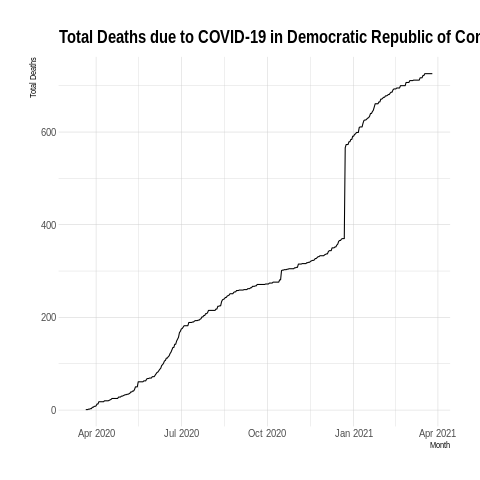 Total Deaths due to COVID-19 in Democratic Republic of Cor
Total Deaths
600
400
200
0
Apr 2020 Jul 2020 Oct 2020 Jan 2021 Apr 2021
Month